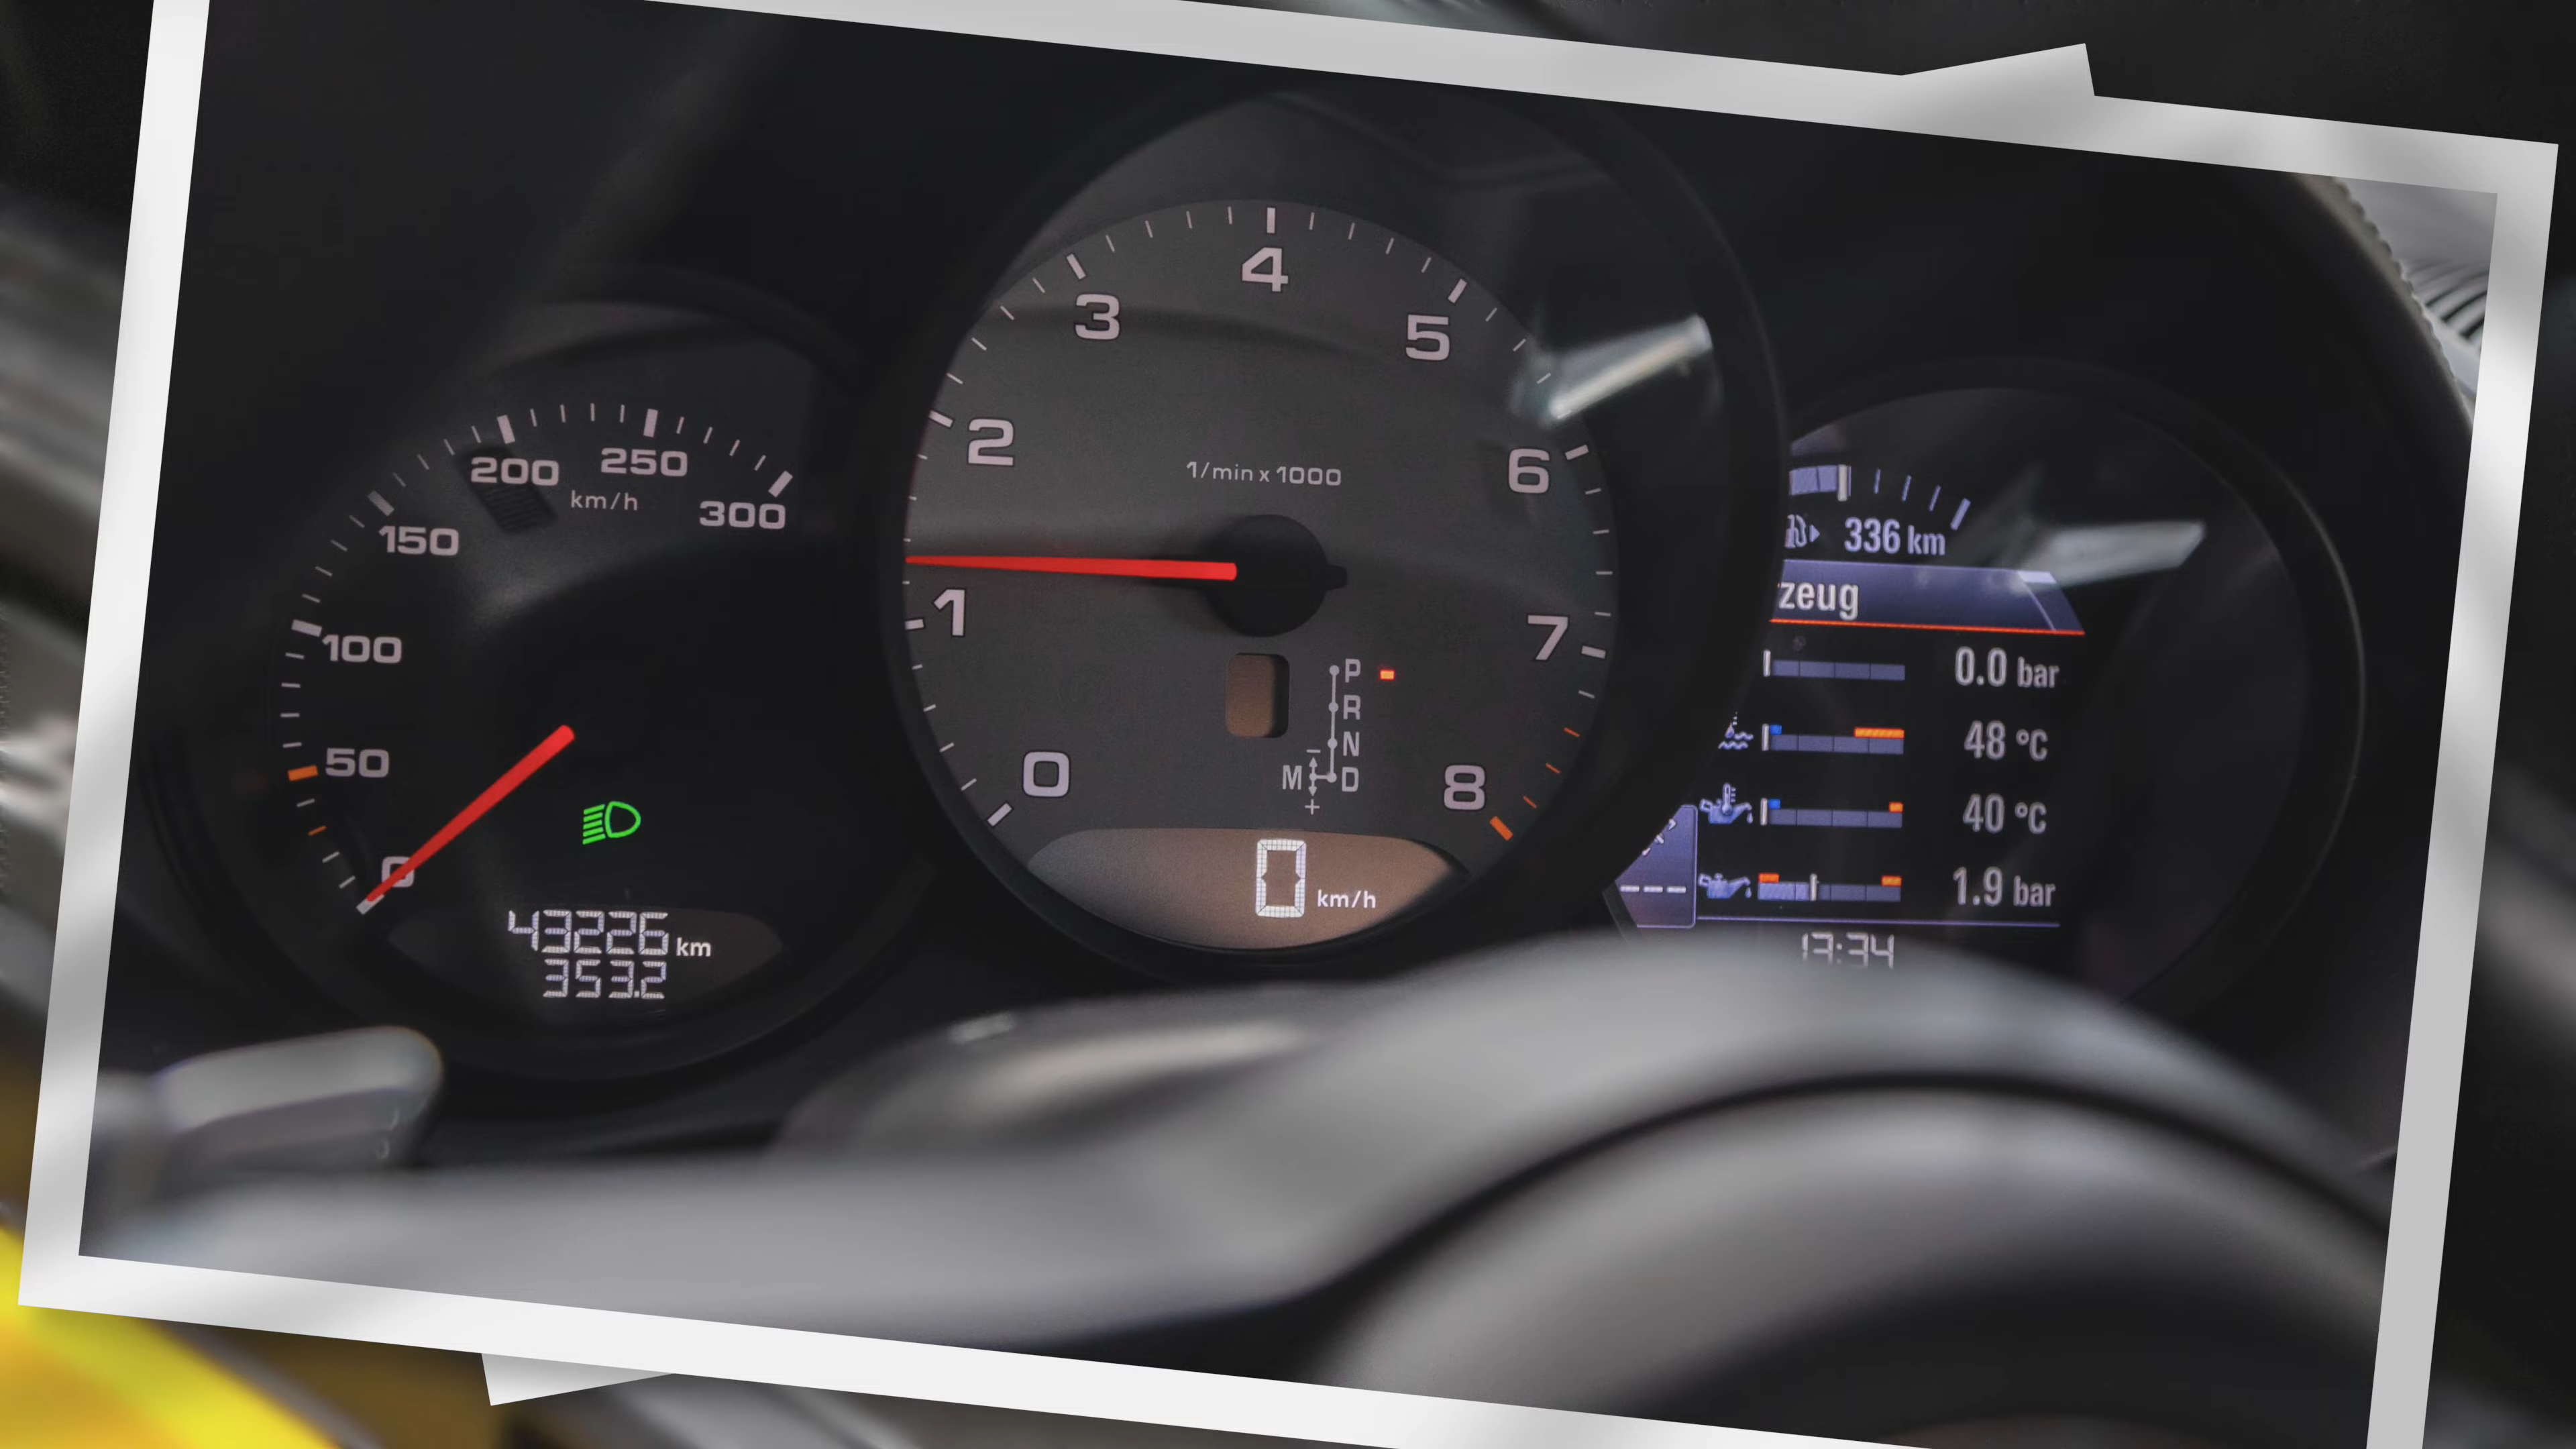 0
50
100
150
200
250
300
km/h
43226 km
353.2
0
1
2
3
4
5
6
7
8
1/min x 1000
P
R
N
M D
−
+
0 km/h
336 km
zeug
0.0 bar
48 °C
40 °C
1.9 bar
---
13:34